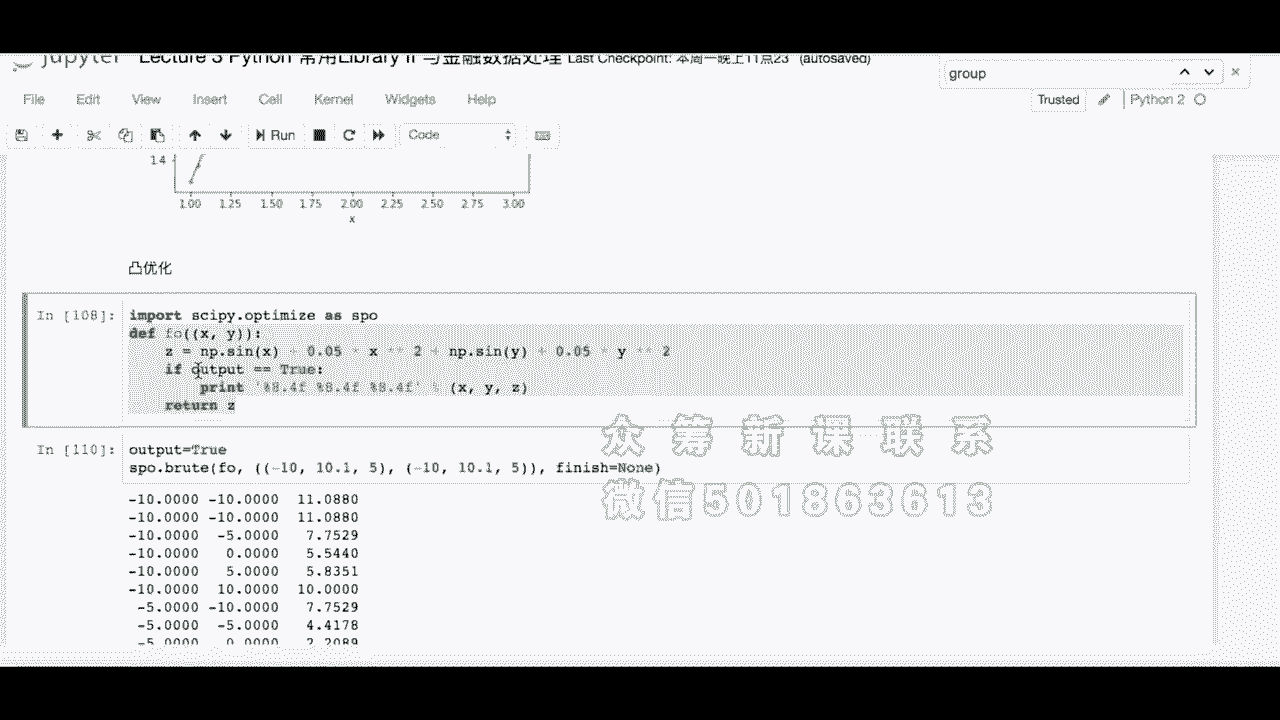 jupyter Lecture 3 Python 常用Library II 与金融数据处理 Last Checkpoint: 本周一晚上11点23 (autosaved)
group
File Edit View Insert Cell Kernel Widgets Help
Trusted Python 2
Run Code
14
1.00 1.25 1.50 1.75 2.00 2.25 2.50 2.75 3.00
x
凸优化
In [108]: import scipy.optimize as spo
def fo((x, y)):
z = np.sin(x) + 0.05 * x ** 2 + np.sin(y) + 0.05 * y ** 2
if output == True:
print '%8.4f %8.4f %8.4f' % (x, y, z)
return z
众筹新课联系
In [110]: output=True
spo.brute(fo, ((-10, 10.1, 5), (-10, 10.1, 5)), finish=None)
微信501863613
-10.0000 -10.0000 11.0880
-10.0000 -10.0000 11.0880
-10.0000 -5.0000 7.7529
-10.0000 0.0000 5.5440
-10.0000 5.0000 5.8351
-10.0000 10.0000 10.0000
-5.0000 -10.0000 7.7529
-5.0000 -5.0000 4.4178
-5.0000 0.0000 2.2089